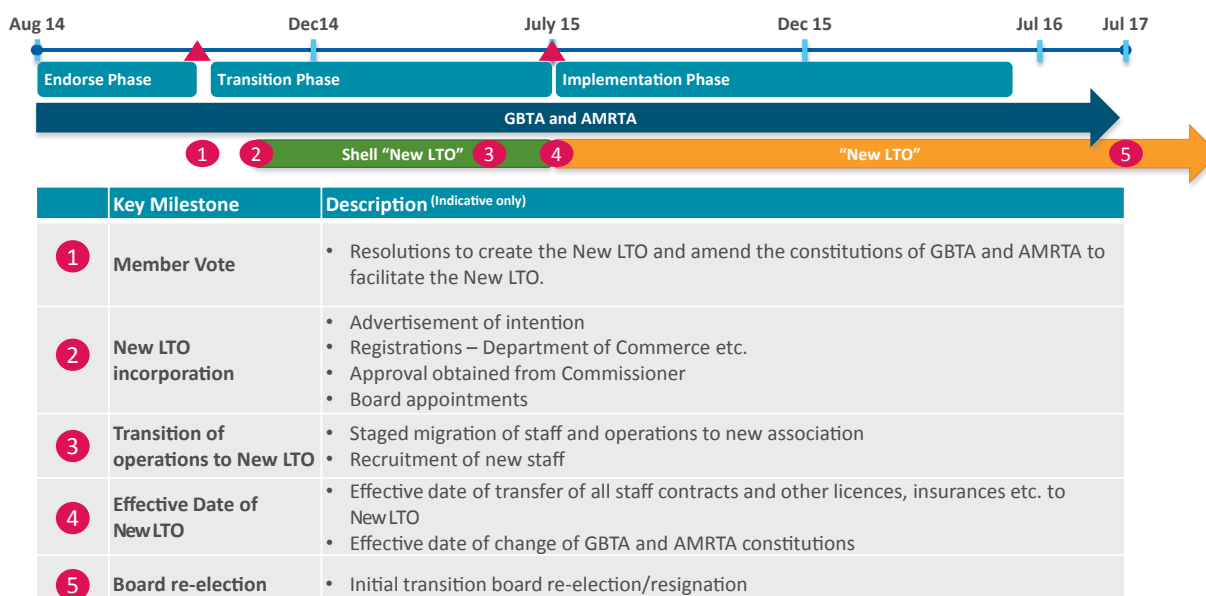 Aug 14 Dec14 July 15 Dec 15 Jul 16 Jul 17
Endorse Phase Transition Phase Implementation Phase
GBTA and AMRTA
1 2 Shell “New LTO” 3 4 “New LTO” 5
Key Milestone Description (Indicative only)
1 Member Vote
• Resolutions to create the New LTO and amend the constitutions of GBTA and AMRTA to
facilitate the New LTO.
2 New LTO
incorporation
• Advertisement of intention
• Registrations – Department of Commerce etc.
• Approval obtained from Commissioner
• Board appointments
3 Transition of
operations to New LTO
• Staged migration of staff and operations to new association
• Recruitment of new staff
4 Effective Date of
New LTO
• Effective date of transfer of all staff contracts and other licences, insurances etc. to
New LTO
• Effective date of change of GBTA and AMRTA constitutions
5 Board re-election
• Initial transition board re-election/resignation